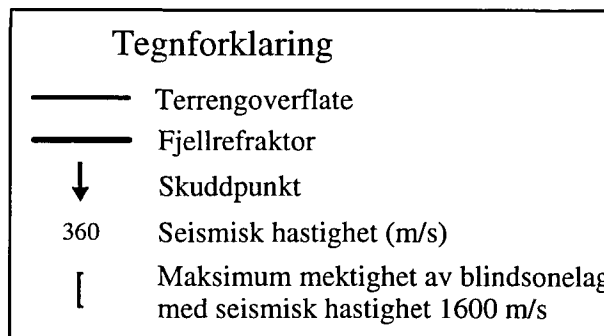 Tegnforklaring
Terrengoverflate
Fjellrefraktor
Skuddpunkt
360 Seismisk hastighet (m/s)
Maksimum mektighet av blindsonelag
med seismisk hastighet 1600 m/s